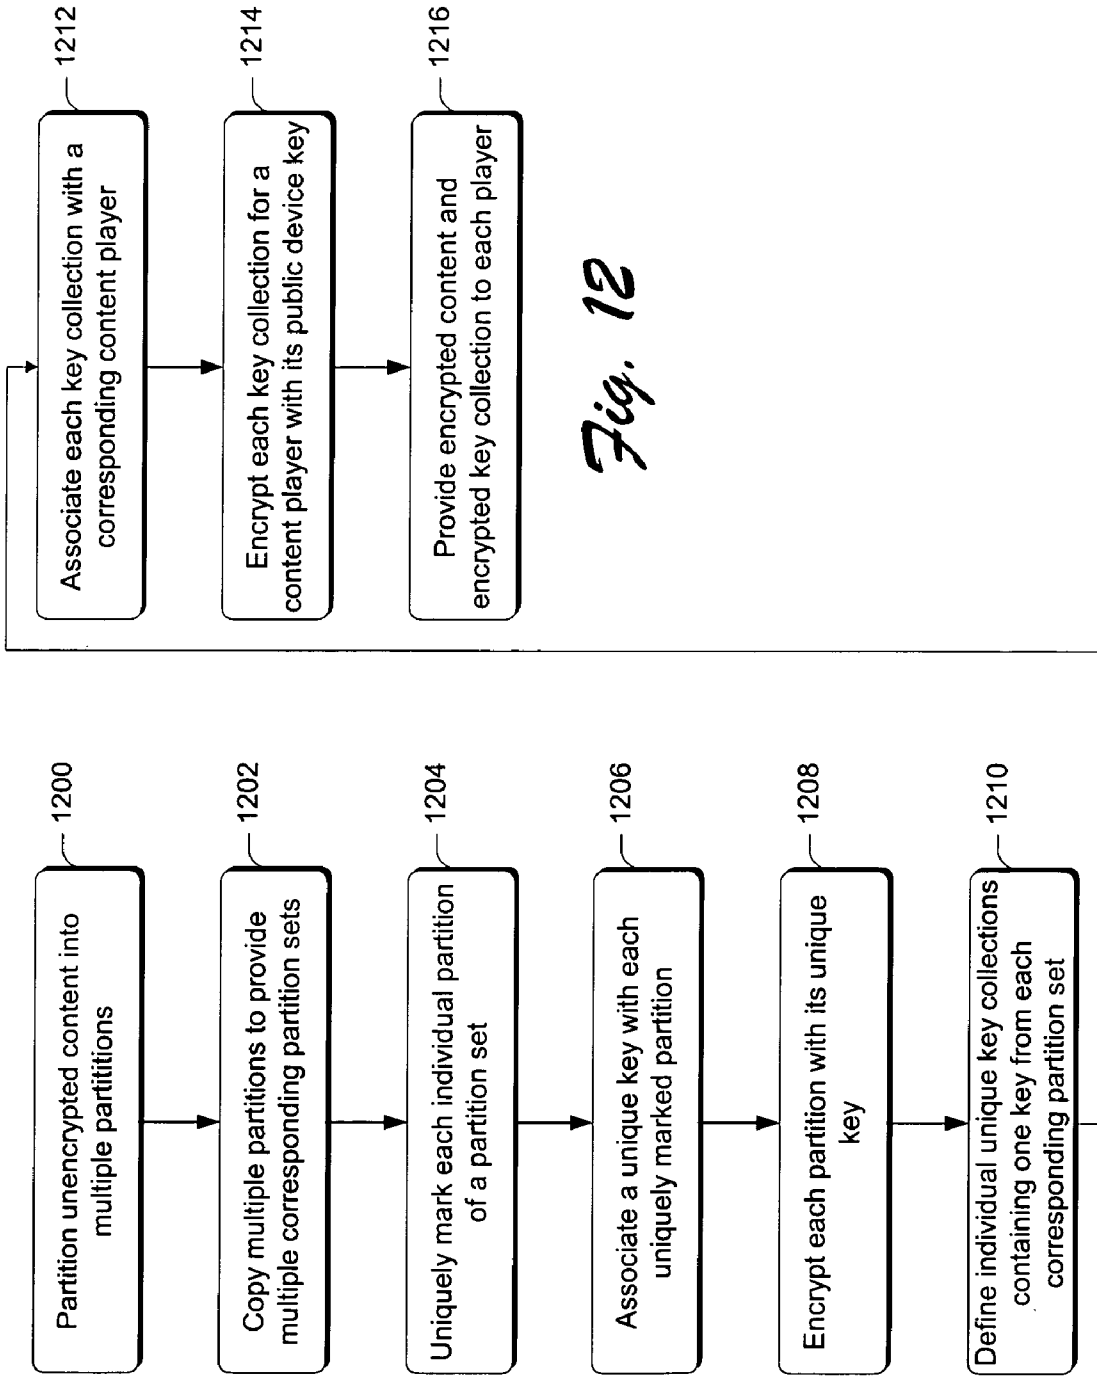 1200
Partition unencrypted content into
multiple partititions
1202
Copy multiple partitions to provide
multiple corresponding partition sets
1204
Uniquely mark each individual partition
of a partition set
1206
Associate a unique key with each
uniquely marked partition
1208
Encrypt each partition with its unique
key
1210
Define individual unique key collections
containing one key from each
corresponding partition set
1212
Associate each key collection with a
corresponding content player
1214
Encrypt each key collection for a
content player with its public device key
1216
Provide encrypted content and
encrypted key collection to each player
Fig. 12